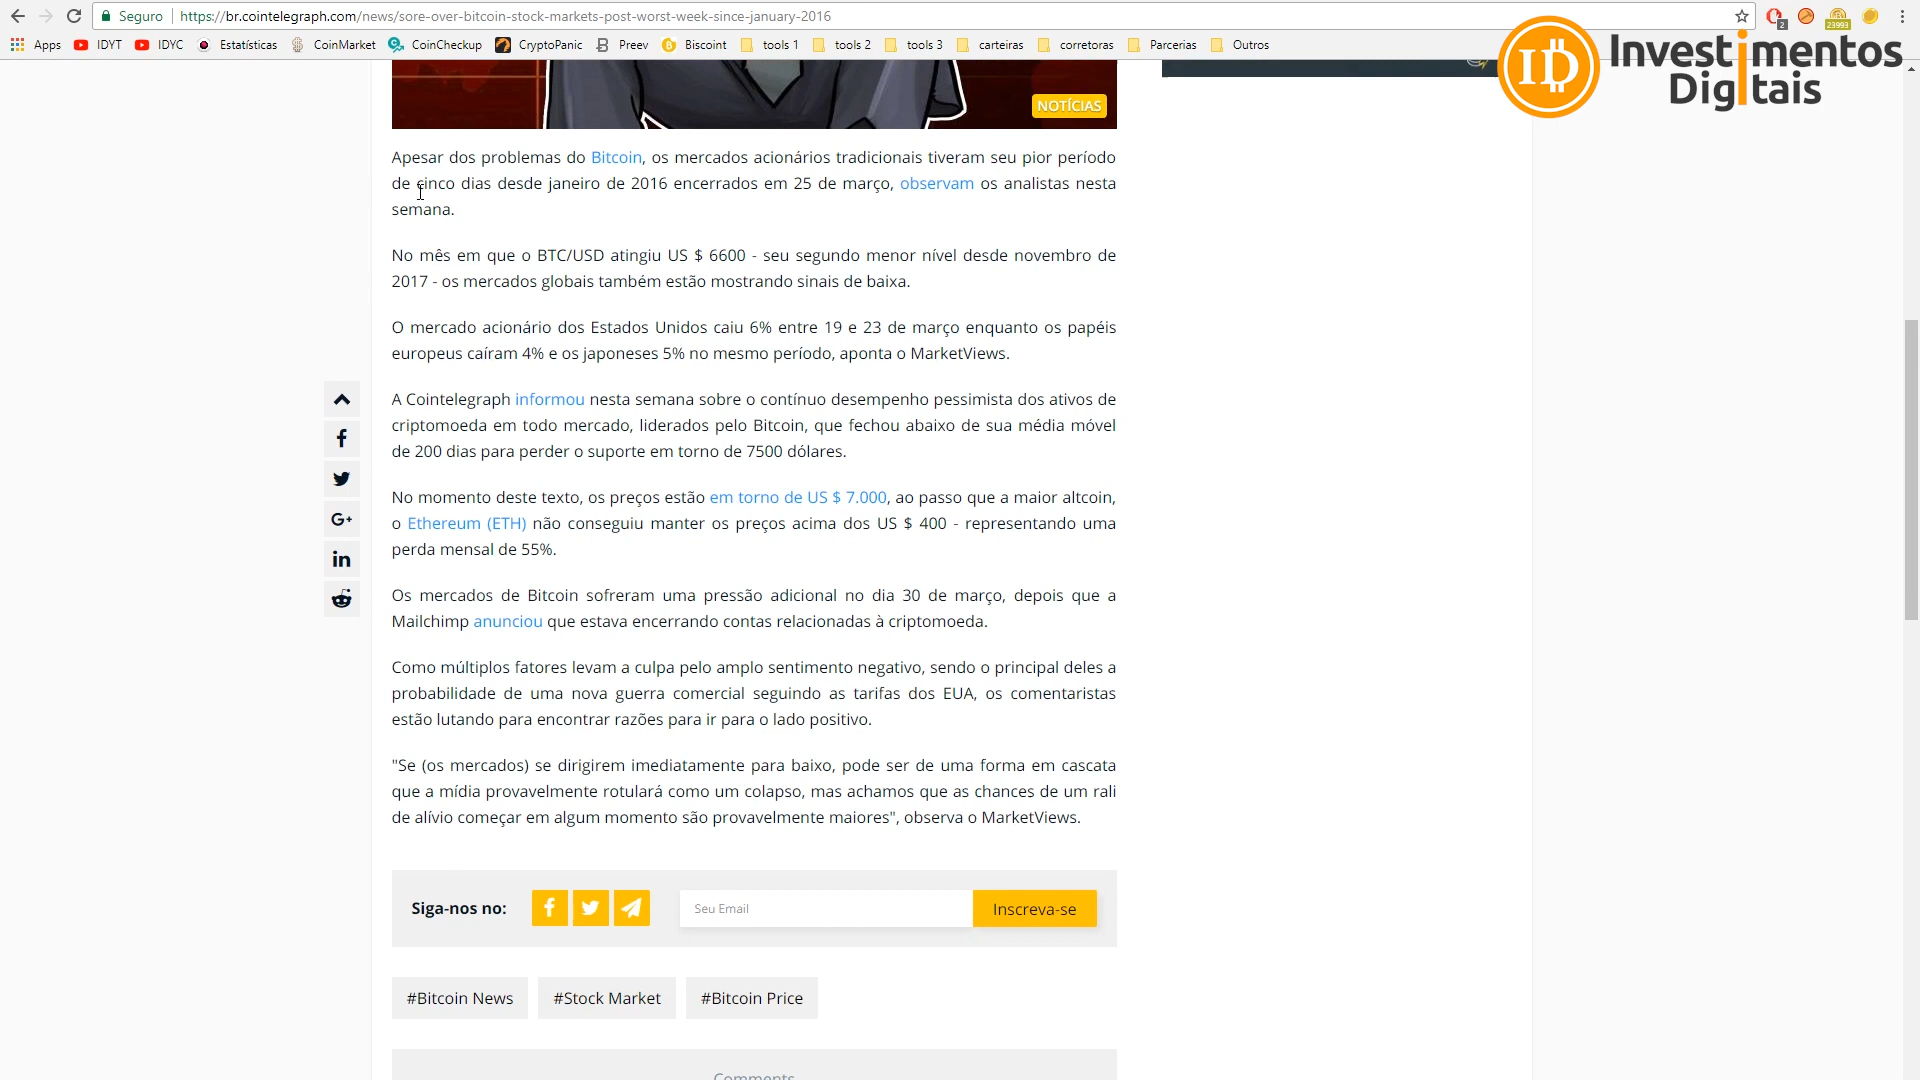 Seguro
https://br.cointelegraph.com/news/sore-over-bitcoin-stock-markets-post-worst-week-since-january-2016
2
23993
Apps IDYT IDYC Estatísticas CoinMarket CoinCheckup CryptoPanic Preev Biscoint tools 1 tools 2 tools 3 carteiras corretoras Parcerias Outros
Investimentos
Digitais
NOTÍCIAS
Apesar dos problemas do Bitcoin, os mercados acionários tradicionais tiveram seu pior período
de cinco dias desde janeiro de 2016 encerrados em 25 de março, observam os analistas nesta
semana.
No mês em que o BTC/USD atingiu US $ 6600 - seu segundo menor nível desde novembro de
2017 - os mercados globais também estão mostrando sinais de baixa.
O mercado acionário dos Estados Unidos caiu 6% entre 19 e 23 de março enquanto os papéis
europeus caíram 4% e os japoneses 5% no mesmo período, aponta o MarketViews.
A Cointelegraph informou nesta semana sobre o contínuo desempenho pessimista dos ativos de
criptomoeda em todo mercado, liderados pelo Bitcoin, que fechou abaixo de sua média móvel
de 200 dias para perder o suporte em torno de 7500 dólares.
No momento deste texto, os preços estão em torno de US $ 7.000, ao passo que a maior altcoin,
o Ethereum (ETH) não conseguiu manter os preços acima dos US $ 400 - representando uma
perda mensal de 55%.
Os mercados de Bitcoin sofreram uma pressão adicional no dia 30 de março, depois que a
Mailchimp anunciou que estava encerrando contas relacionadas à criptomoeda.
Como múltiplos fatores levam a culpa pelo amplo sentimento negativo, sendo o principal deles a
probabilidade de uma nova guerra comercial seguindo as tarifas dos EUA, os comentaristas
estão lutando para encontrar razões para ir para o lado positivo.
"Se (os mercados) se dirigirem imediatamente para baixo, pode ser de uma forma em cascata
que a mídia provavelmente rotulará como um colapso, mas achamos que as chances de um rali
de alívio começar em algum momento são provavelmente maiores", observa o MarketViews.
Siga-nos no:
Seu Email
Inscreva-se
#Bitcoin News
#Stock Market
#Bitcoin Price
Comments